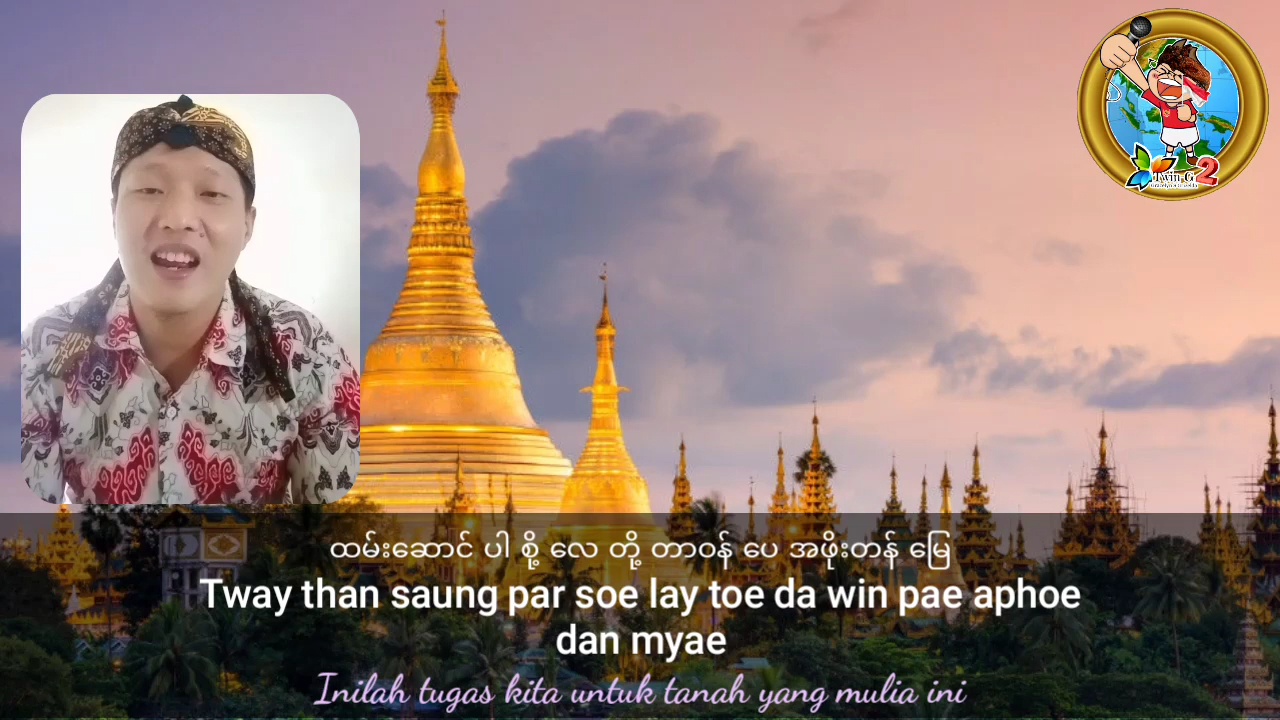 Twin G 2
ထမ်းဆောင် ပါ စို့ လေ တို့ တာဝန် ပေ အဖိုးတန် မြေ
Tway than saung par soe lay toe da win pae aphoe
dan myae
Inilah tugas kita untuk tanah yang mulia ini